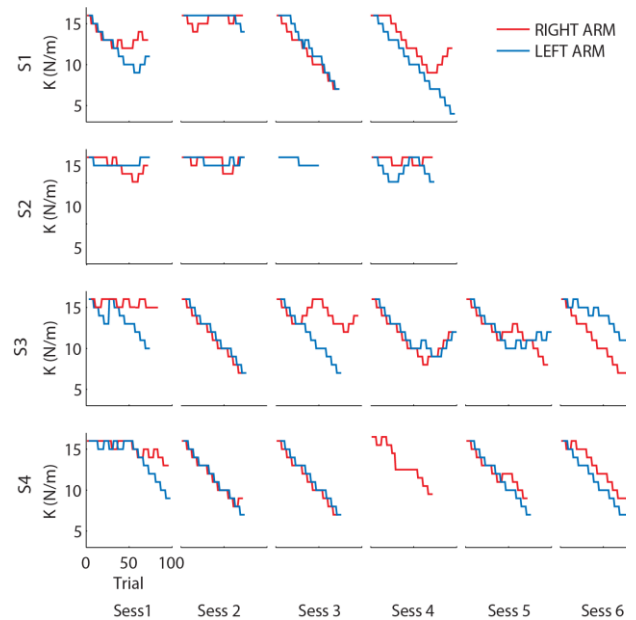 RIGHT ARM
LEFT ARM
S1
K (N/m)
15
10
5
S2
K (N/m)
15
10
5
S3
K (N/m)
15
10
5
S4
K (N/m)
15
10
5
0 50 100
Trial
Sess1 Sess 2 Sess 3 Sess 4 Sess 5 Sess 6